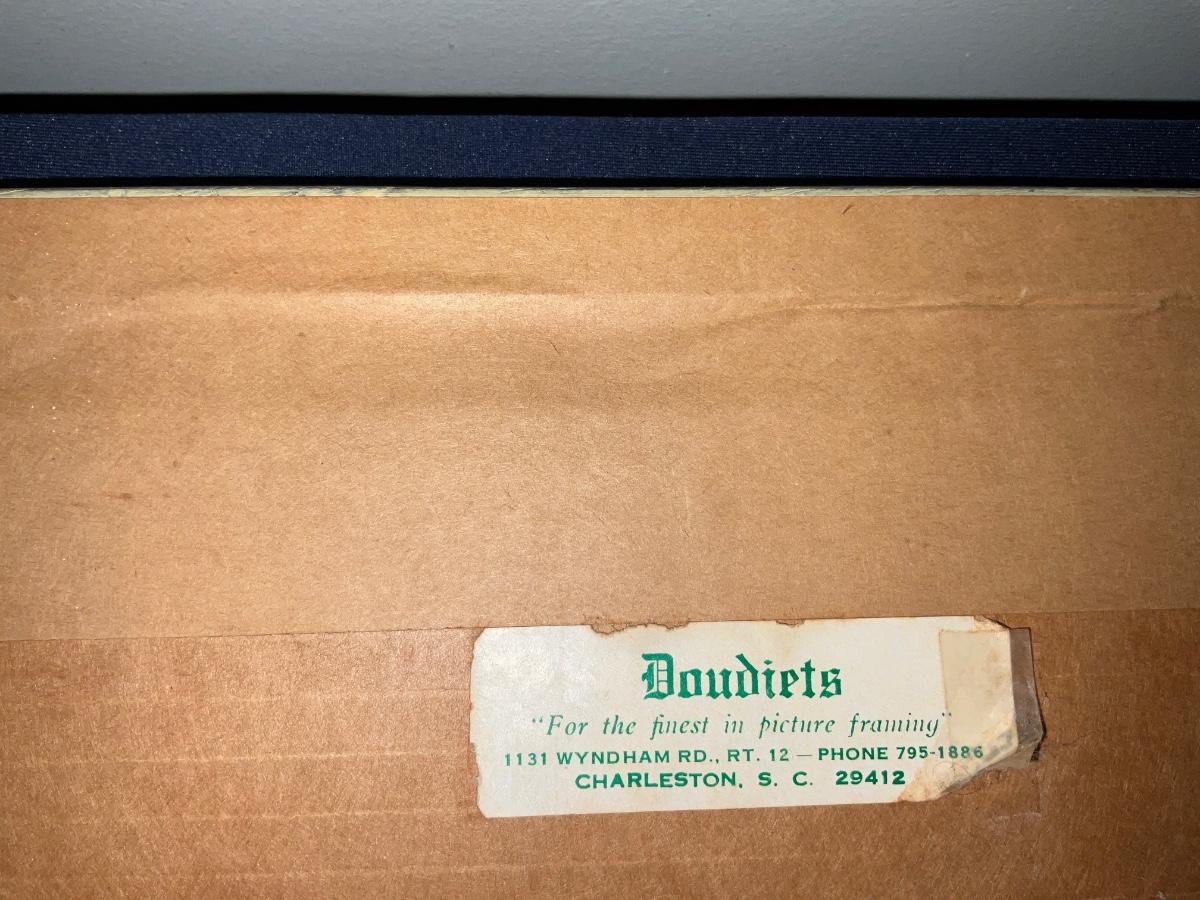 Doudiets
"For the finest in picture framing"
1131 WYNDHAM RD., RT. 12 — PHONE 795-1886
CHARLESTON, S. C. 29412